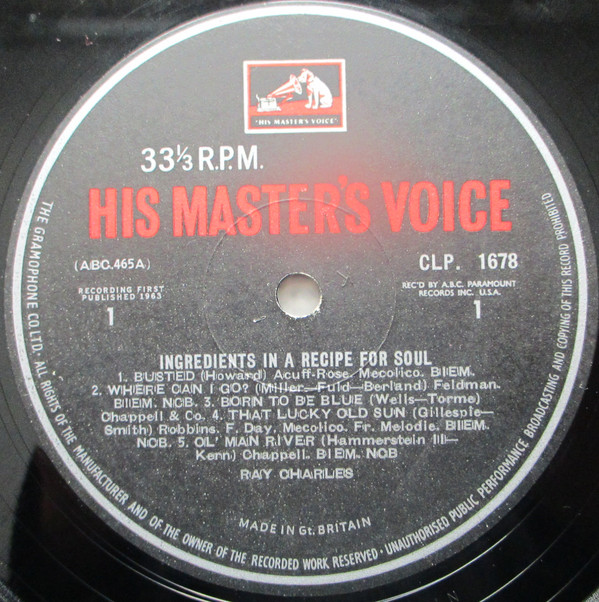 "HIS MASTER'S VOICE"
33⅓ R.P.M.
HIS MASTER'S VOICE
(ABC.465A)
CLP. 1678
RECORDING FIRST
PUBLISHED 1963
REC'D BY A.B.C. PARAMOUNT
RECORDS INC. U.S.A.
1
1
INGREDIENTS IN A RECIPE FOR SOUL
1. BUSTED (Howard) Acuff-Rose. Mecolico. BIEM.
2. WHERE CAN I GO? (Miller—Fuld—Berland) Feldman.
BIEM. NCB. 3. BORN TO BE BLUE (Wells—Torme)
Chappell & Co. 4. THAT LUCKY OLD SUN (Gillespie—
Smith) Robbins. F. Day. Mecolico. Fr. Melodie. BIEM.
NCB. 5. OL' MAN RIVER (Hammerstein III—
Kern) Chappell. BIEM. NCB
RAY CHARLES
MADE IN Gt. BRITAIN
THE GRAMOPHONE CO. LTD. · ALL RIGHTS OF THE MANUFACTURER AND OF THE OWNER OF THE RECORDED WORK RESERVED · UNAUTHORISED PUBLIC PERFORMANCE BROADCASTING AND COPYING OF THIS RECORD PROHIBITED